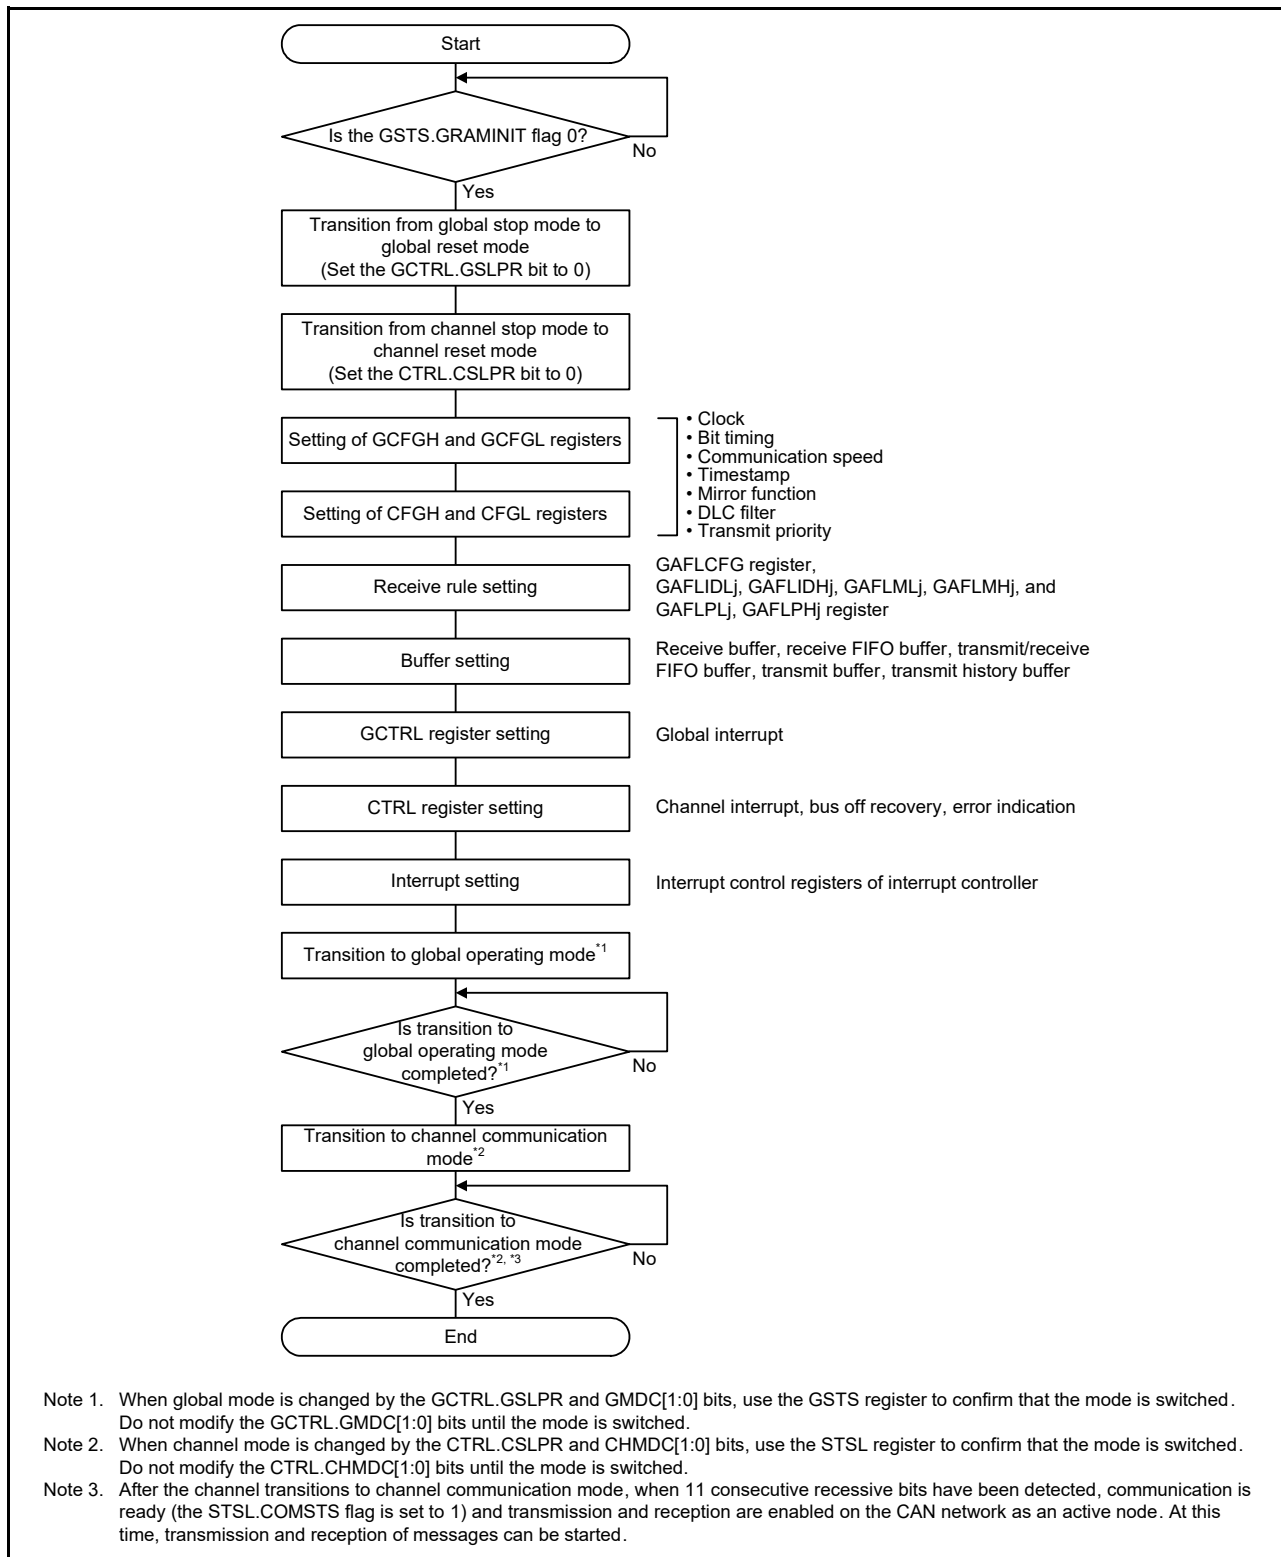 Start
Is the GSTS.GRAMINIT flag 0?
No
Yes
Transition from global stop mode to
global reset mode
(Set the GCTRL.GSLPR bit to 0)
Transition from channel stop mode to
channel reset mode
(Set the CTRL.CSLPR bit to 0)
Setting of GCFGH and GCFGL registers
Setting of CFGH and CFGL registers
• Clock
• Bit timing
• Communication speed
• Timestamp
• Mirror function
• DLC filter
• Transmit priority
Receive rule setting
GAFLCFG register,
GAFLIDLj, GAFLIDHj, GAFLMLj, GAFLMHj, and
GAFLPLj, GAFLPHj register
Buffer setting
Receive buffer, receive FIFO buffer, transmit/receive
FIFO buffer, transmit buffer, transmit history buffer
GCTRL register setting
Global interrupt
CTRL register setting
Channel interrupt, bus off recovery, error indication
Interrupt setting
Interrupt control registers of interrupt controller
Transition to global operating mode*1
Is transition to
global operating mode
completed?*1
No
Yes
Transition to channel communication
mode*2
Is transition to
channel communication mode
completed?*2, *3
No
Yes
End
Note 1. When global mode is changed by the GCTRL.GSLPR and GMDC[1:0] bits, use the GSTS register to confirm that the mode is switched.
Do not modify the GCTRL.GMDC[1:0] bits until the mode is switched.
Note 2. When channel mode is changed by the CTRL.CSLPR and CHMDC[1:0] bits, use the STSL register to confirm that the mode is switched.
Do not modify the CTRL.CHMDC[1:0] bits until the mode is switched.
Note 3. After the channel transitions to channel communication mode, when 11 consecutive recessive bits have been detected, communication is
ready (the STSL.COMSTS flag is set to 1) and transmission and reception are enabled on the CAN network as an active node. At this
time, transmission and reception of messages can be started.